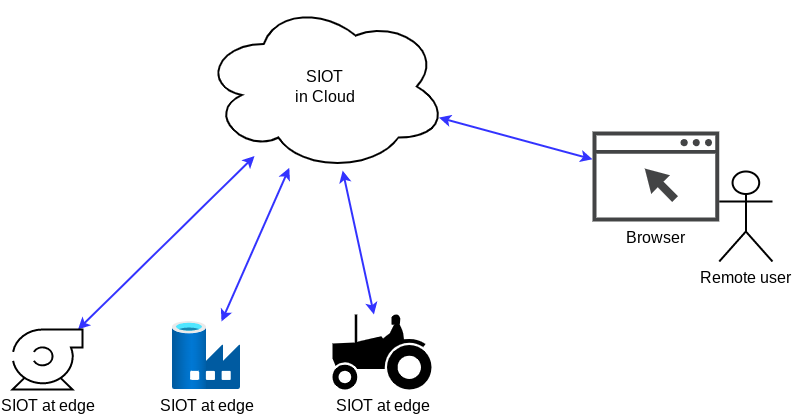 SIOT
in Cloud
Browser
Remote user
SIOT at edge
SIOT at edge
SIOT at edge